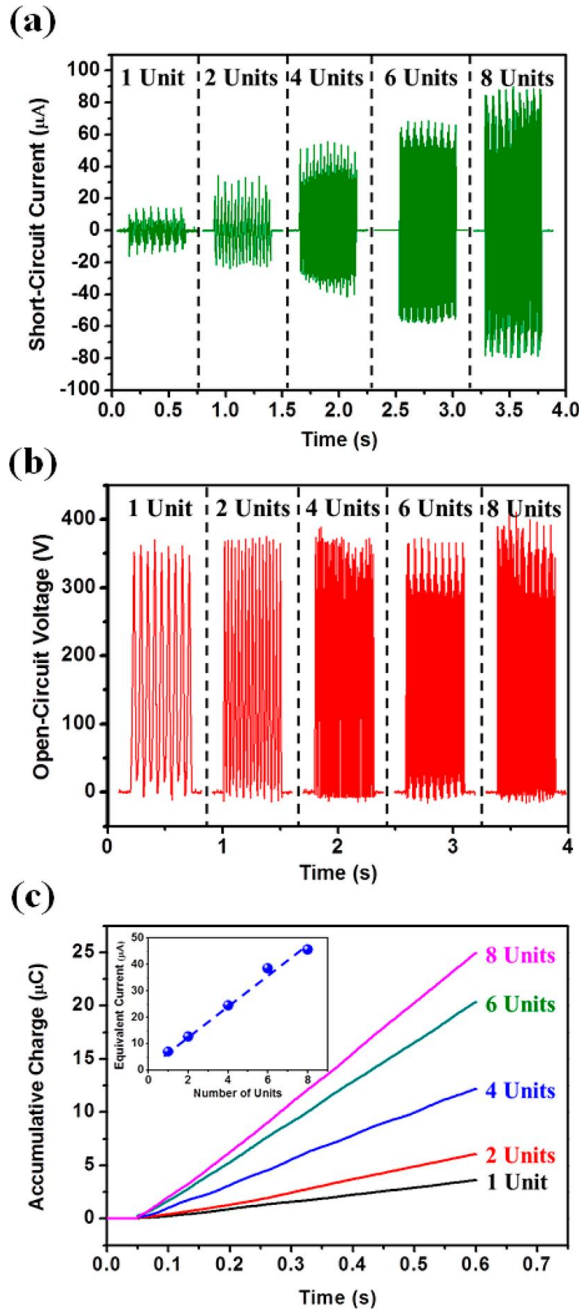 (a)
1 Unit 2 Units 4 Units 6 Units 8 Units
100
80
60
40
20
0
-20
-40
-60
-80
-100
Short-Circuit Current (μA)
0.0 0.5 1.0 1.5 2.0 2.5 3.0 3.5 4.0
Time (s)
(b)
1 Unit 2 Units 4 Units 6 Units 8 Units
400
300
200
100
0
Open-Circuit Voltage (V)
0 1 2 3 4
Time (s)
(c)
25
20
15
10
5
0
Accumulative Charge (μC)
50
40
30
20
10
0
Equivalent Current (μA)
0 2 4 6 8
Number of Units
8 Units
6 Units
4 Units
2 Units
1 Unit
0.0 0.1 0.2 0.3 0.4 0.5 0.6 0.7
Time (s)